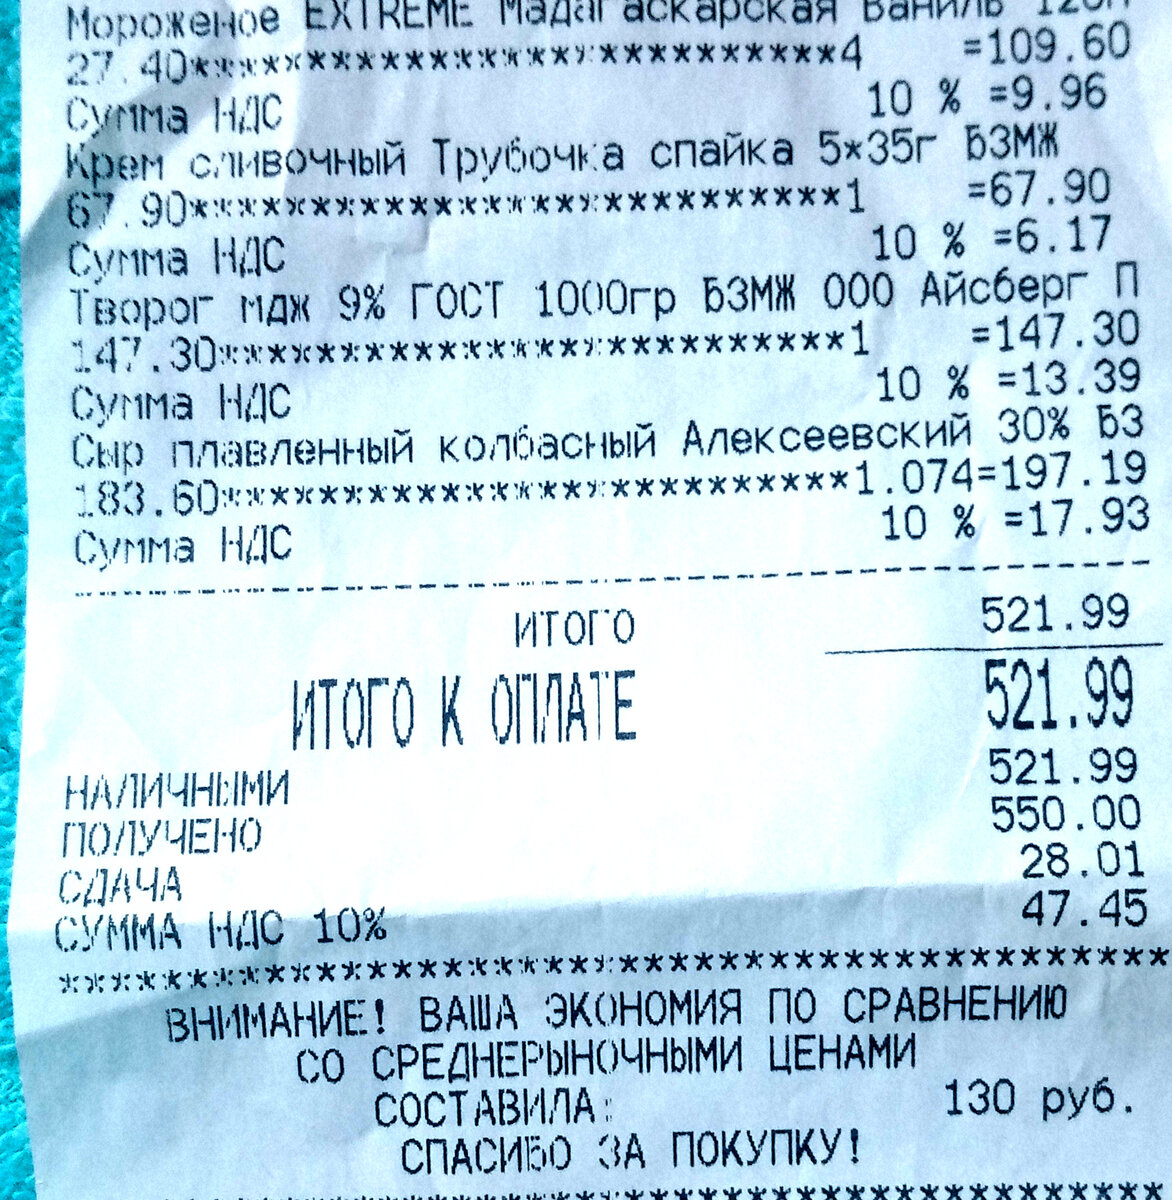 Мороженое EXTREME Мадагаскарская Ваниль
27.40**************************4 =109.60
Сумма НДС 10 % =9.96
Крем сливочный Трубочка спайка 5*35г БЗМЖ
67.90**************************1 =67.90
Сумма НДС 10 % =6.17
Творог мдж 9% ГОСТ 1000гр БЗМЖ ООО Айсберг П
147.30*************************1 =147.30
Сумма НДС 10 % =13.39
Сыр плавленный колбасный Алексеевский 30% БЗ
183.60*************************1.074=197.19
Сумма НДС 10 % =17.93
ИТОГО 521.99
ИТОГО К ОПЛАТЕ 521.99
НАЛИЧНЫМИ 521.99
ПОЛУЧЕНО 550.00
СДАЧА 28.01
СУММА НДС 10% 47.45
********************************************
ВНИМАНИЕ! ВАША ЭКОНОМИЯ ПО СРАВНЕНИЮ
СО СРЕДНЕРЫНОЧНЫМИ ЦЕНАМИ
СОСТАВИЛА: 130 руб.
СПАСИБО ЗА ПОКУПКУ!